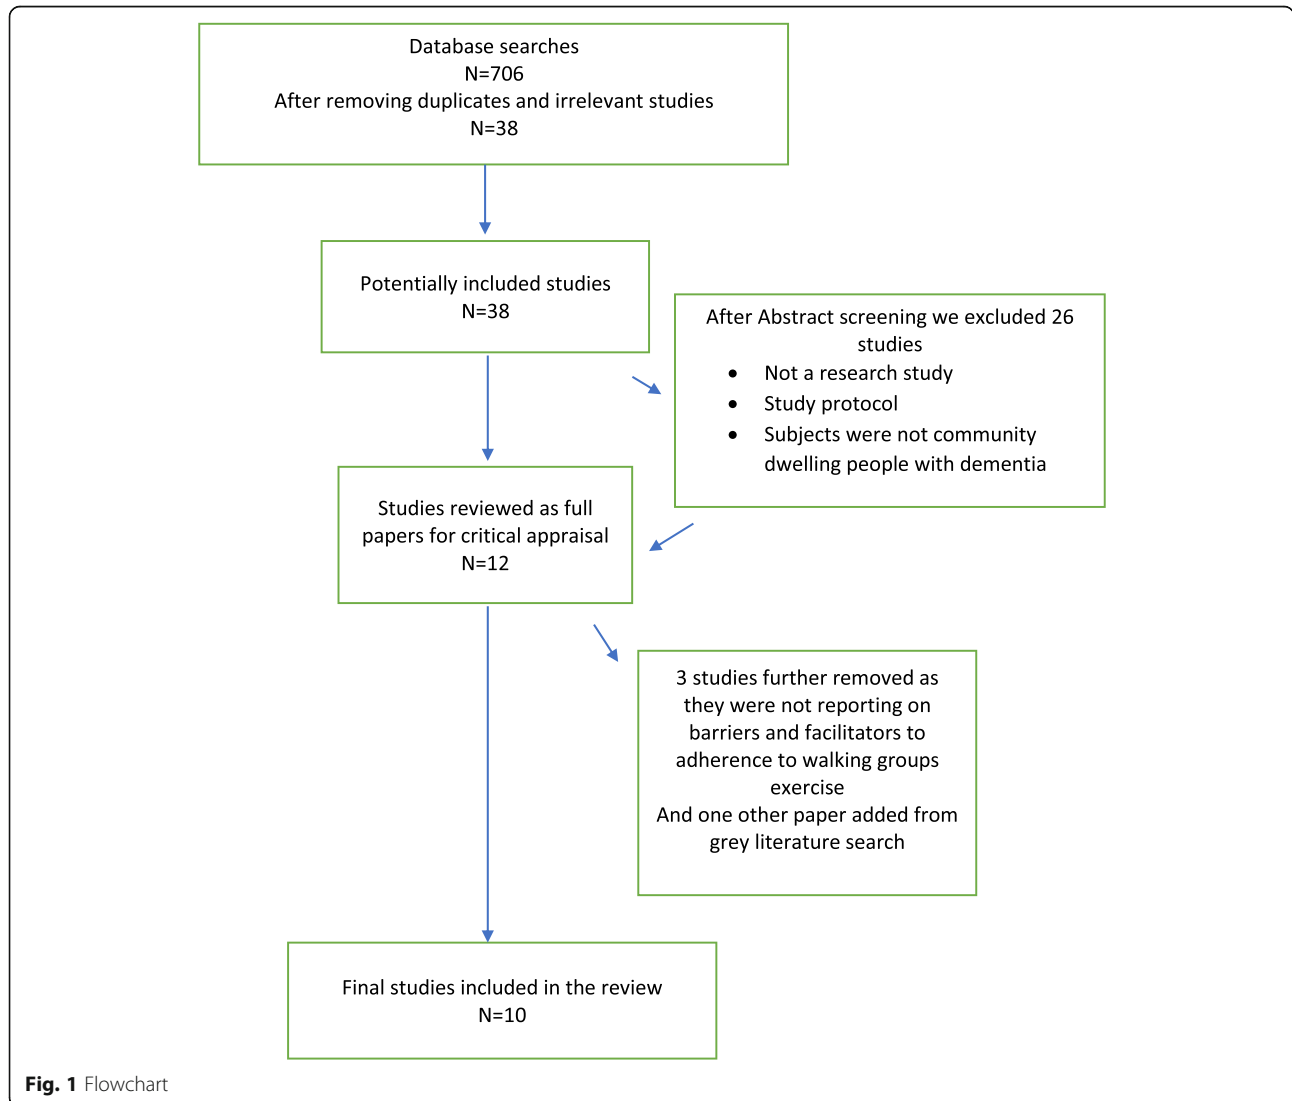 Database searches
N=706
After removing duplicates and irrelevant studies
N=38
Potentially included studies
N=38
After Abstract screening we excluded 26
studies
• Not a research study
• Study protocol
• Subjects were not community
dwelling people with dementia
Studies reviewed as full
papers for critical appraisal
N=12
3 studies further removed as
they were not reporting on
barriers and facilitators to
adherence to walking groups
exercise
And one other paper added from
grey literature search
Final studies included in the review
N=10
Fig. 1 Flowchart